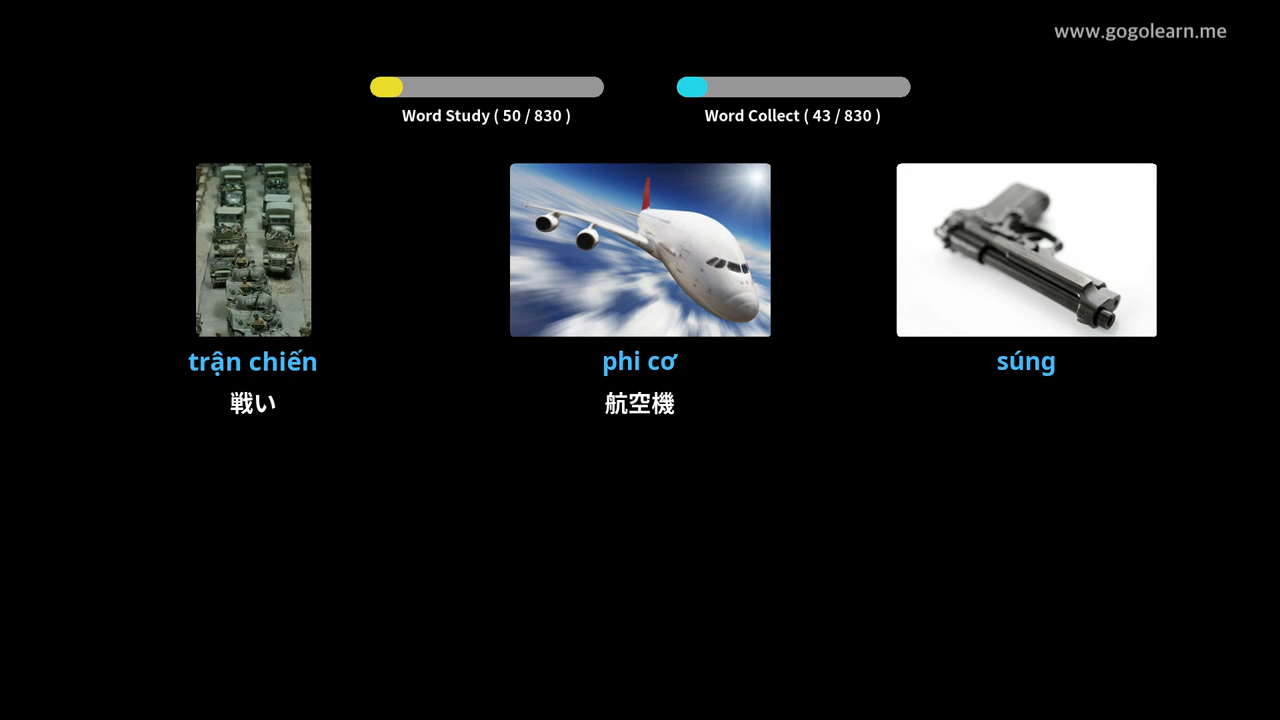 www.gogolearn.me
Word Study ( 50 / 830 )
Word Collect ( 43 / 830 )
trận chiến
phi cơ
súng
戦い
航空機